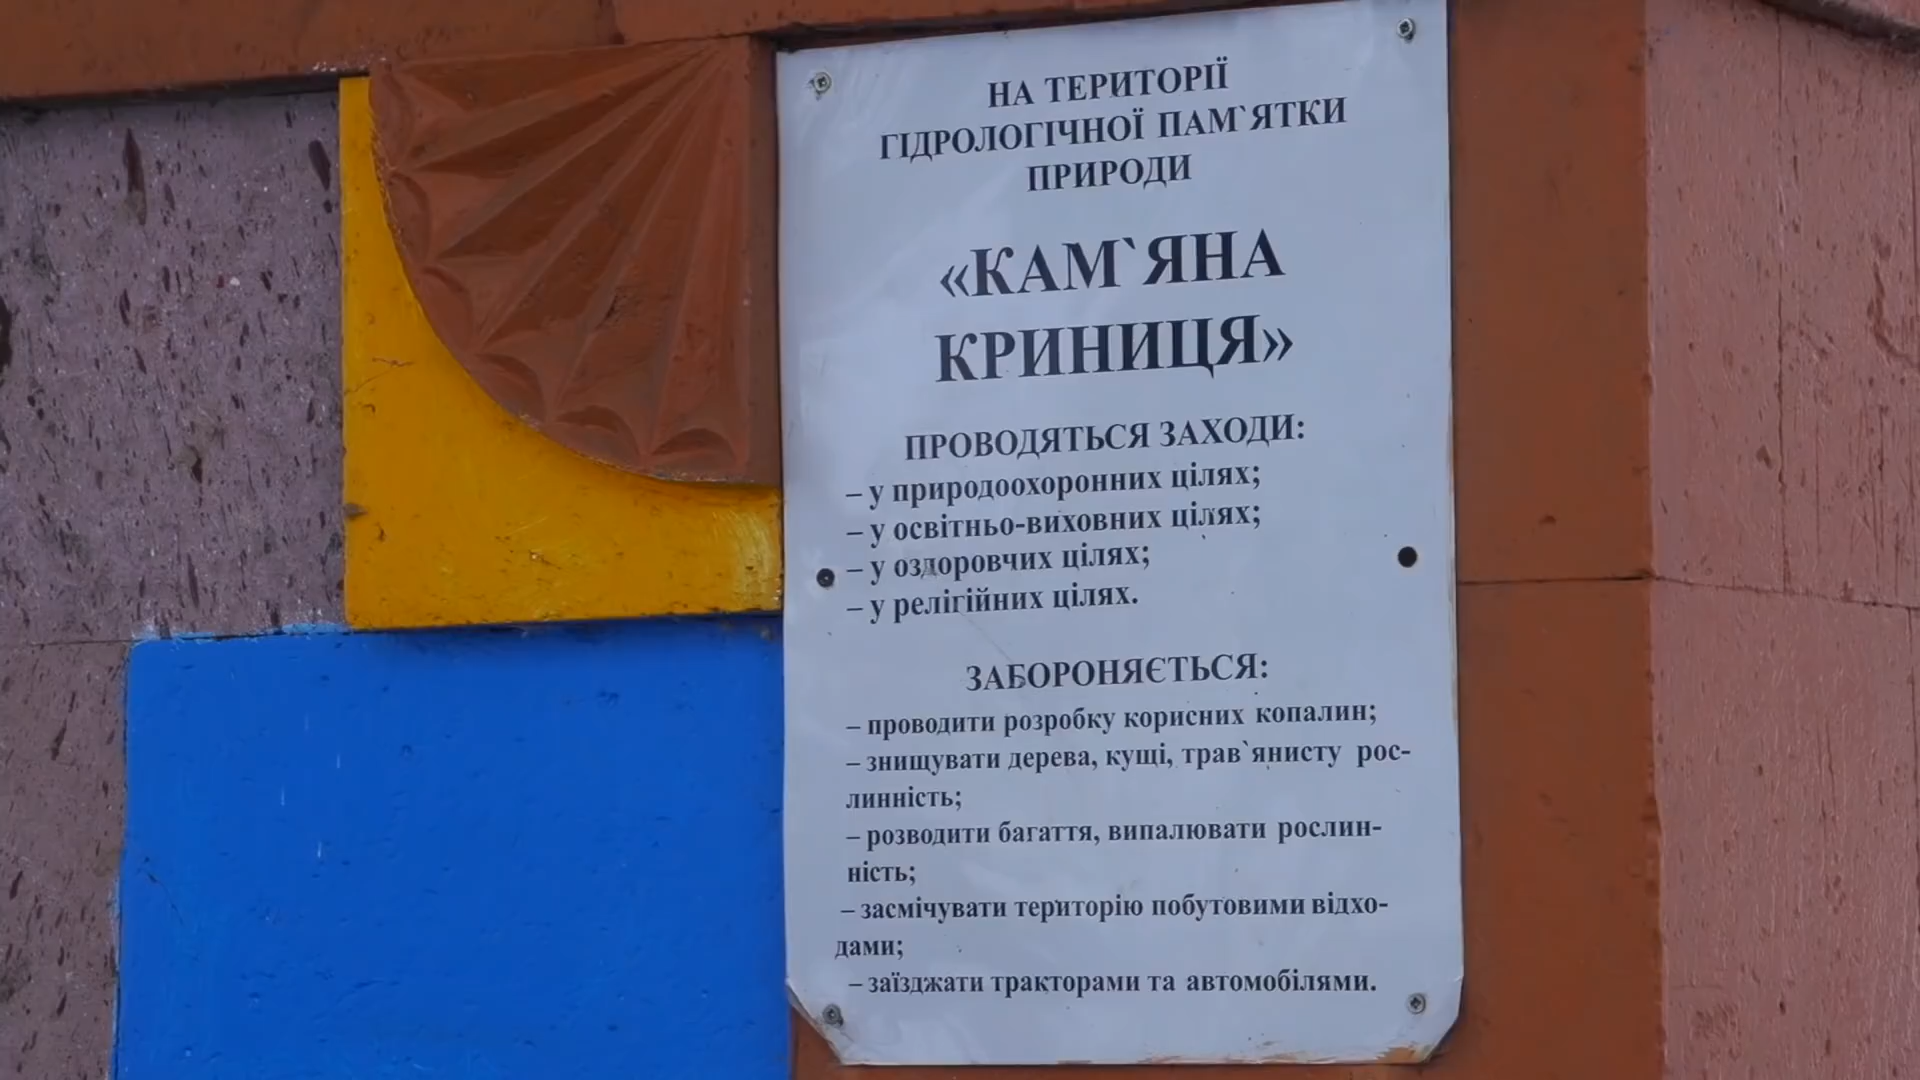 НА ТЕРИТОРІЇ
ГІДРОЛОГІЧНОЇ ПАМ`ЯТКИ
ПРИРОДИ
«КАМ`ЯНА
КРИНИЦЯ»
ПРОВОДЯТЬСЯ ЗАХОДИ:
– у природоохоронних цілях;
– у освітньо-виховних цілях;
– у оздоровчих цілях;
– у релігійних цілях.
ЗАБОРОНЯЄТЬСЯ:
– проводити розробку корисних копалин;
– знищувати дерева, кущі, трав`янисту рос-
линність;
– розводити багаття, випалювати рослин-
ність;
– засмічувати територію побутовими відхо-
дами;
– заїзджати тракторами та автомобілями.